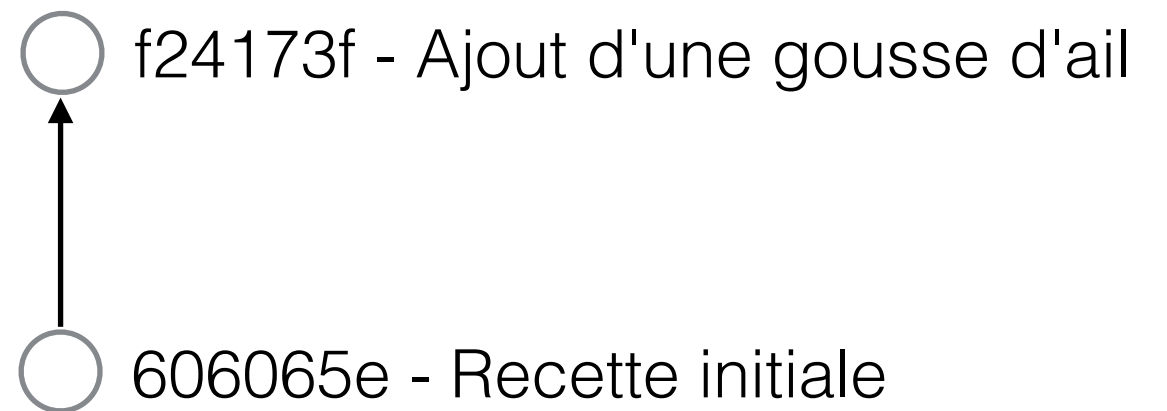 f24173f - Ajout d'une gousse d'ail
606065e - Recette initiale